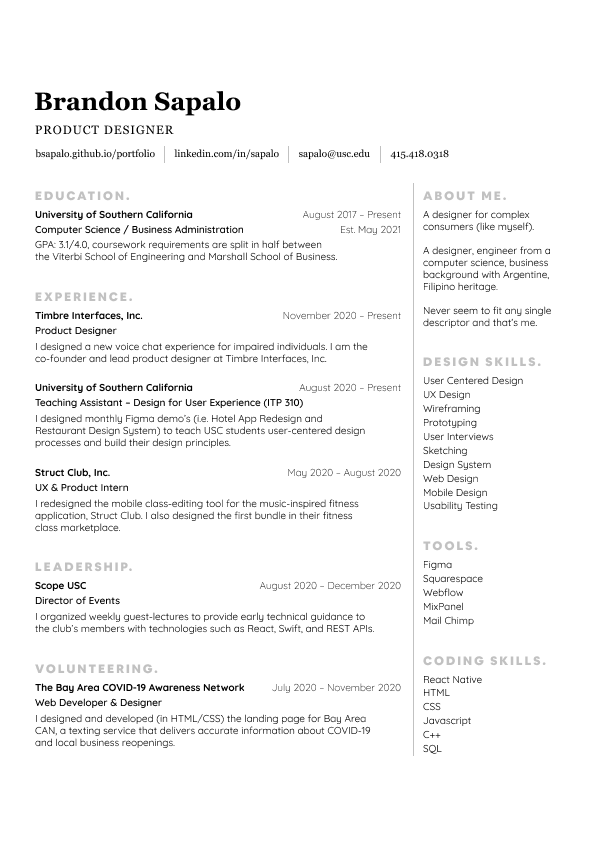 Brandon Sapalo
PRODUCT DESIGNER
bsapalo.github.io/portfolio
linkedin.com/in/sapalo
sapalo@usc.edu
415.418.0318
EDUCATION.
University of Southern California August 2017 – Present
Computer Science / Business Administration Est. May 2021
GPA: 3.1/4.0, coursework requirements are split in half between
the Viterbi School of Engineering and Marshall School of Business.
EXPERIENCE.
Timbre Interfaces, Inc. November 2020 – Present
Product Designer
I designed a new voice chat experience for impaired individuals. I am the
co-founder and lead product designer at Timbre Interfaces, Inc.
University of Southern California August 2020 – Present
Teaching Assistant – Design for User Experience (ITP 310)
I designed monthly Figma demo's (i.e. Hotel App Redesign and
Restaurant Design System) to teach USC students user-centered design
processes and build their design principles.
Struct Club, Inc. May 2020 – August 2020
UX & Product Intern
I redesigned the mobile class-editing tool for the music-inspired fitness
application, Struct Club. I also designed the first bundle in their fitness
class marketplace.
LEADERSHIP.
Scope USC August 2020 – December 2020
Director of Events
I organized weekly guest-lectures to provide early technical guidance to
the club's members with technologies such as React, Swift, and REST APIs.
VOLUNTEERING.
The Bay Area COVID-19 Awareness Network July 2020 – November 2020
Web Developer & Designer
I designed and developed (in HTML/CSS) the landing page for Bay Area
CAN, a texting service that delivers accurate information about COVID-19
and local business reopenings.
ABOUT ME.
A designer for complex
consumers (like myself).
A designer, engineer from a
computer science, business
background with Argentine,
Filipino heritage.
Never seem to fit any single
descriptor and that's me.
DESIGN SKILLS.
User Centered Design
UX Design
Wireframing
Prototyping
User Interviews
Sketching
Design System
Web Design
Mobile Design
Usability Testing
TOOLS.
Figma
Squarespace
Webflow
MixPanel
Mail Chimp
CODING SKILLS.
React Native
HTML
CSS
Javascript
C++
SQL